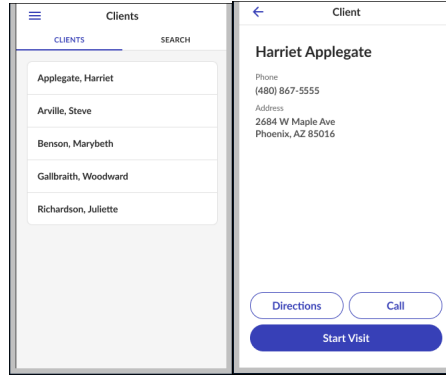 Clients
CLIENTS SEARCH
Applegate, Harriet
Arville, Steve
Benson, Marybeth
Gallbraith, Woodward
Richardson, Juliette
Client
Harriet Applegate
Phone
(480) 867-5555
Address
2684 W Maple Ave
Phoenix, AZ 85016
Directions Call
Start Visit